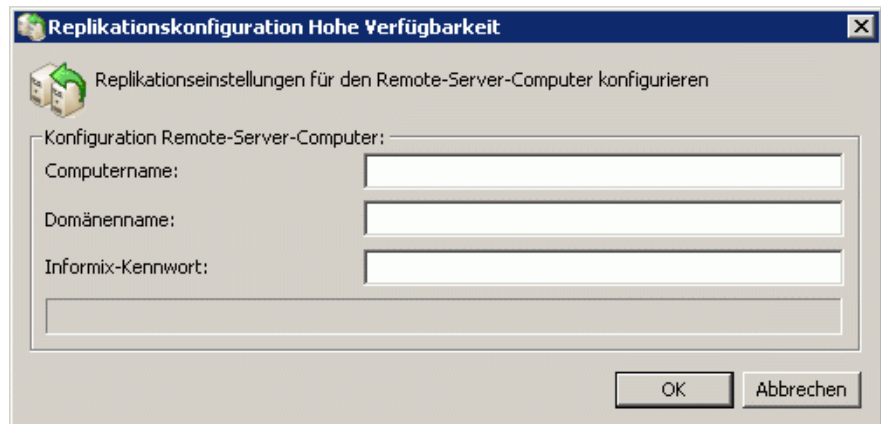 Replikationskonfiguration Hohe Verfügbarkeit
Replikationseinstellungen für den Remote-Server-Computer konfigurieren
Konfiguration Remote-Server-Computer:
Computername:
Domänenname:
Informix-Kennwort:
OK Abbrechen